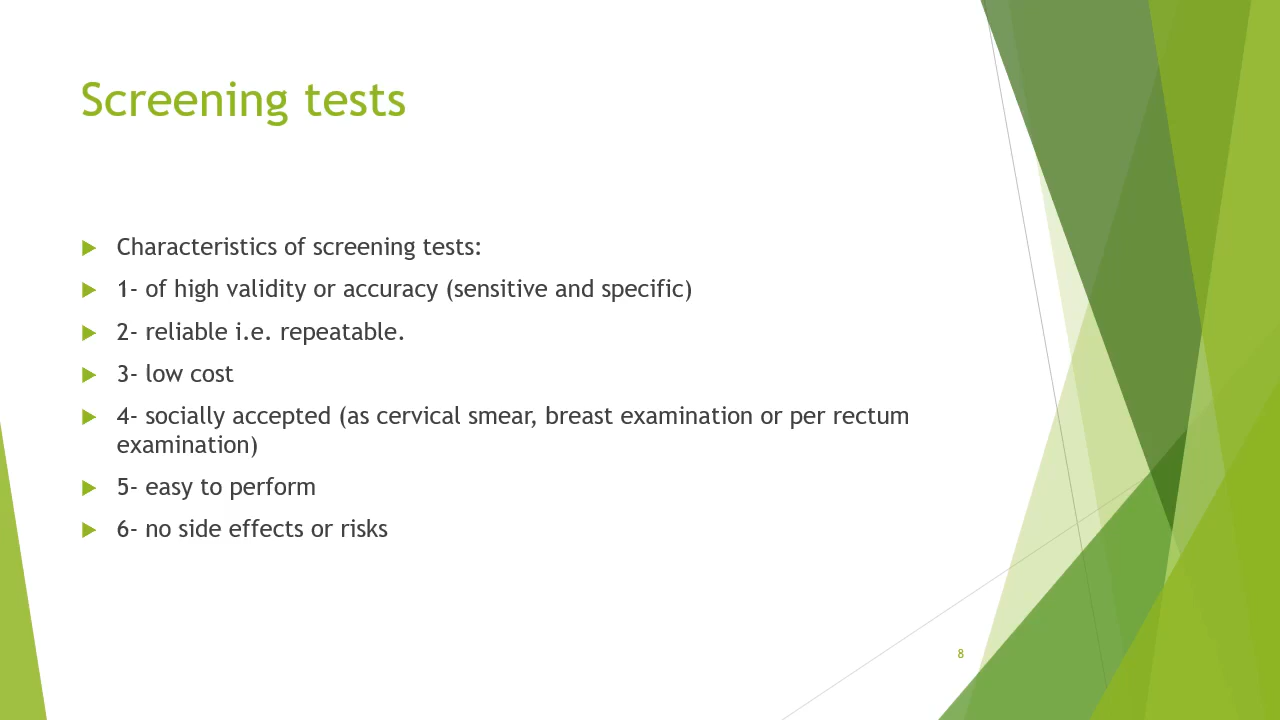 Screening tests
Characteristics of screening tests:
1- of high validity or accuracy (sensitive and specific)
2- reliable i.e. repeatable.
3- low cost
4- socially accepted (as cervical smear, breast examination or per rectum
examination)
5- easy to perform
6- no side effects or risks
8